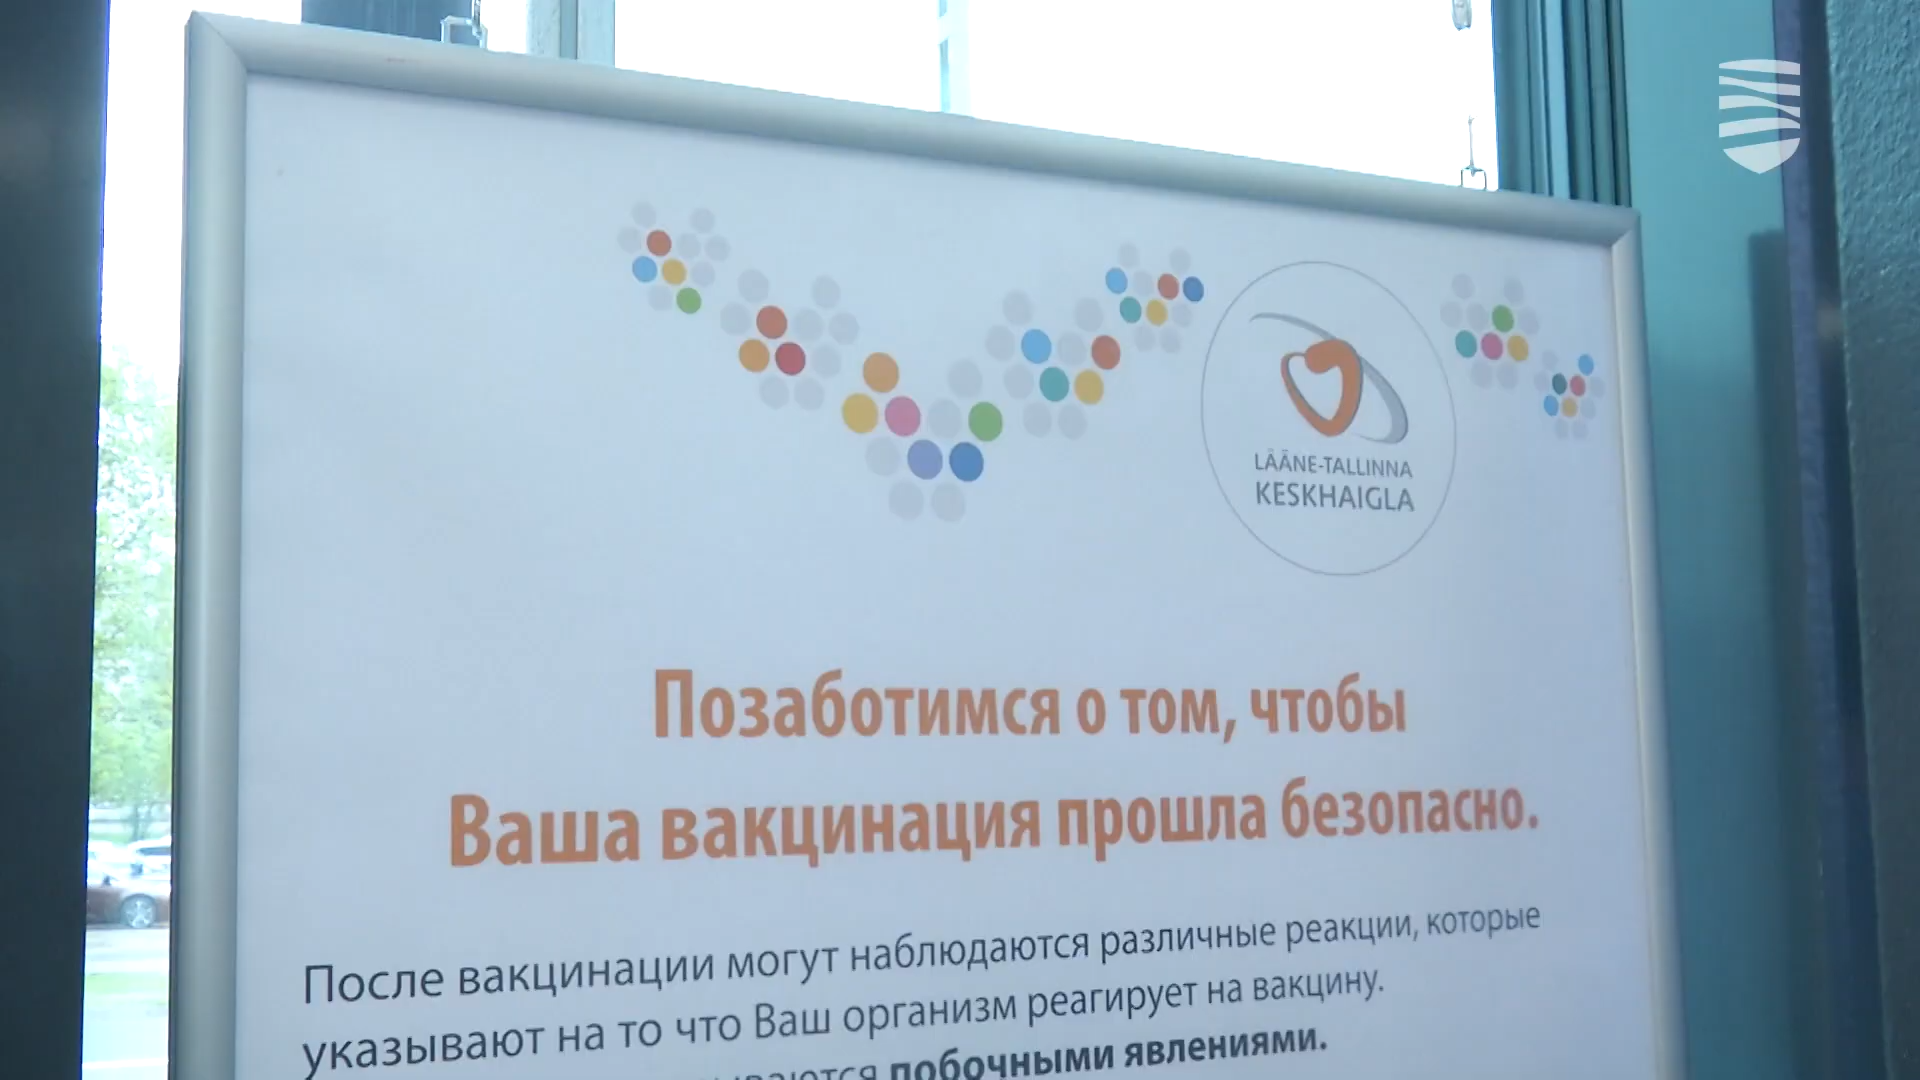 LÄÄNE-TALLINNA
KESKHAIGLA
Позаботимся о том, чтобы
Ваша вакцинация прошла безопасно.
После вакцинации могут наблюдаются различные реакции, которые
указывают на то что Ваш организм реагирует на вакцину.
побочными явлениями.